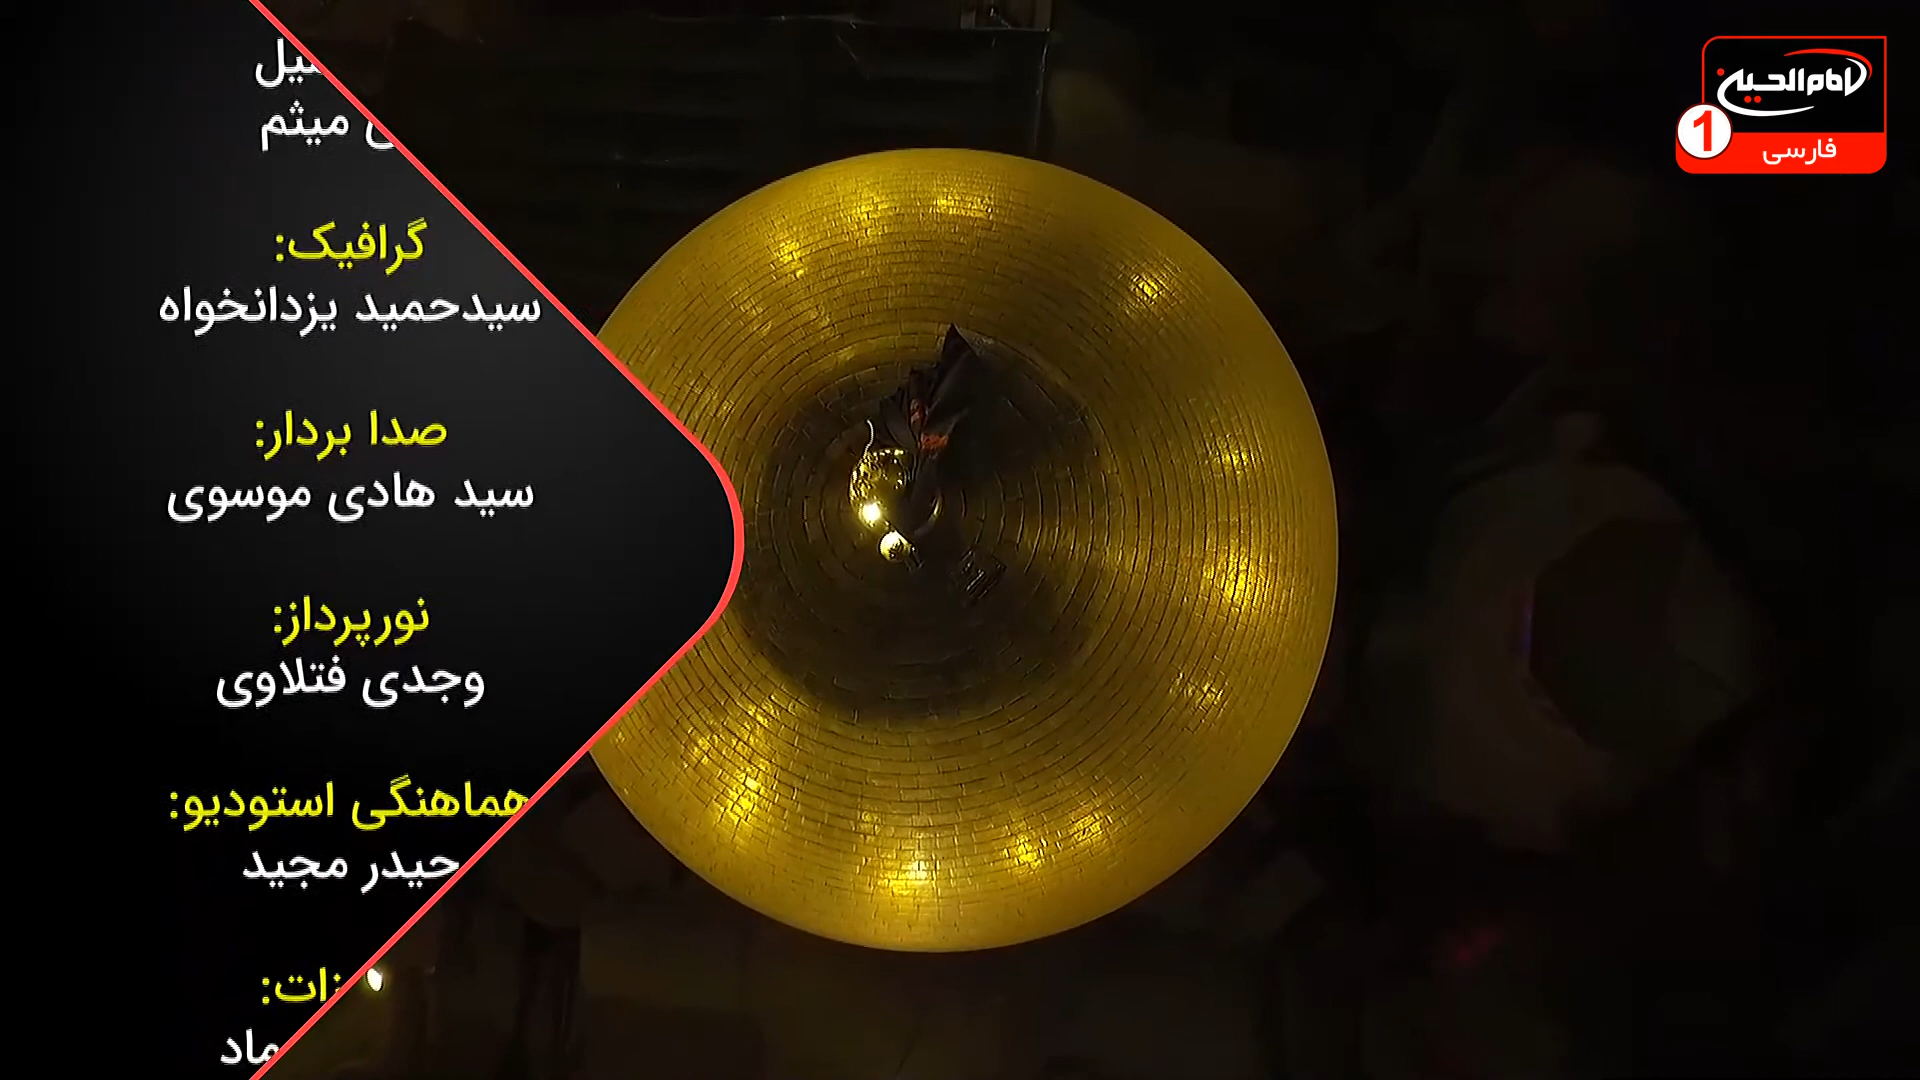 میثم
گرافیک:
سیدحمید یزدانخواه
صدا بردار:
سید هادی موسوی
نورپرداز:
وجدی فتلاوی
هماهنگی استودیو:
حیدر مجید
امام الحسین
1
فارسی